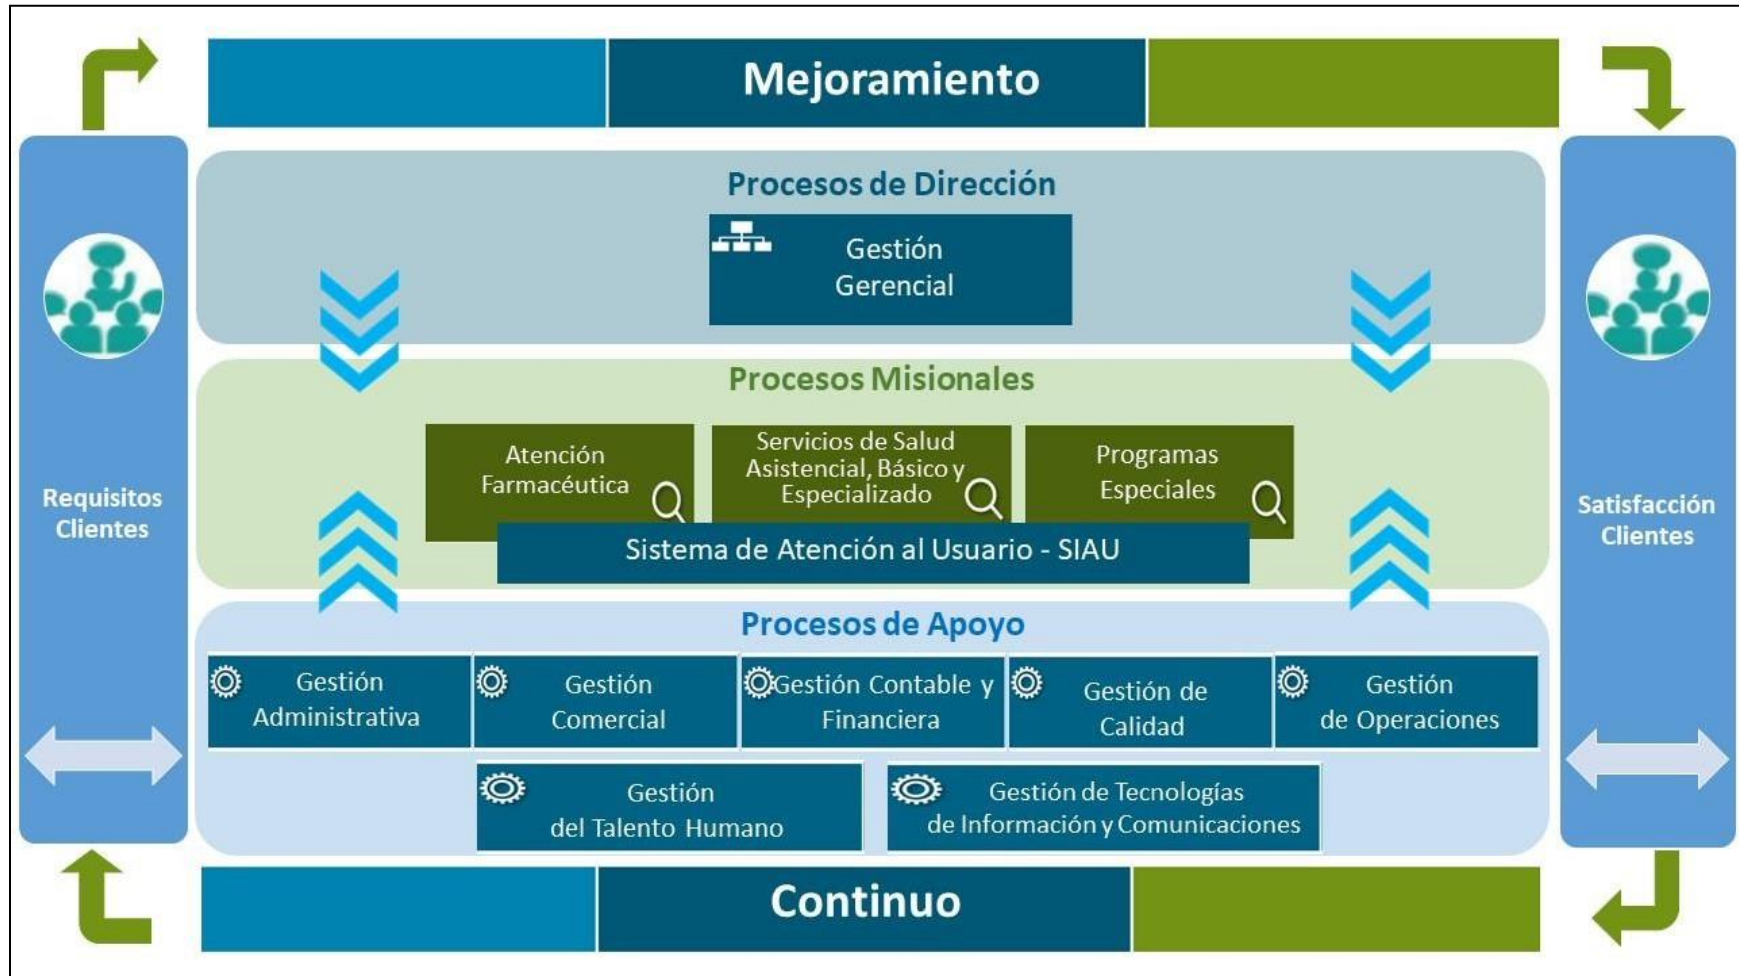 Mejoramiento
Procesos de Dirección
Gestión
Gerencial
Procesos Misionales
Atención
Farmacéutica
Servicios de Salud
Asistencial, Básico y
Especializado
Programas
Especiales
Sistema de Atención al Usuario - SIAU
Requisitos
Clientes
Satisfacción
Clientes
Procesos de Apoyo
Gestión
Administrativa
Gestión
Comercial
Gestión Contable y
Financiera
Gestión de
Calidad
Gestión
de Operaciones
Gestión
del Talento Humano
Gestión de Tecnologías
de Información y Comunicaciones
Continuo